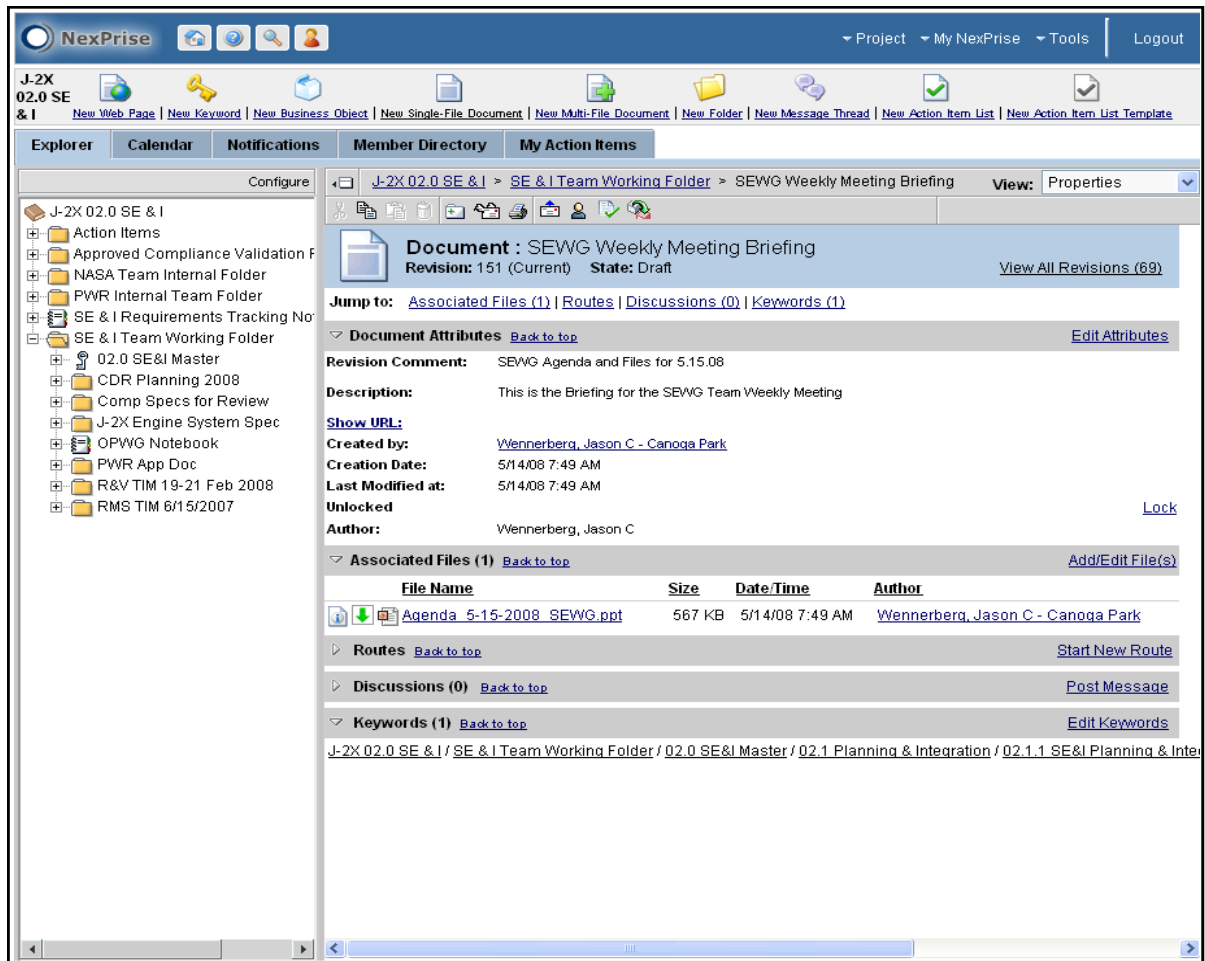 NexPrise
Project My NexPrise Tools Logout
J-2X
02.0 SE
& I
New Web Page | New Keyword | New Business Object | New Single-File Document | New Multi-File Document | New Folder | New Message Thread | New Action Item List | New Action Item List Template
Explorer Calendar Notifications Member Directory My Action Items
Configure
J-2X 02.0 SE & I
Action Items
Approved Compliance Validation
NASA Team Internal Folder
PWR Internal Team Folder
SE & I Requirements Tracking No
SE & I Team Working Folder
02.0 SE&I Master
CDR Planning 2008
Comp Specs for Review
J-2X Engine System Spec
OPWG Notebook
PWR App Doc
R&V TIM 19-21 Feb 2008
RMS TIM 6/15/2007
J-2X 02.0 SE & I > SE & I Team Working Folder > SEWG Weekly Meeting Briefing View: Properties
Document : SEWG Weekly Meeting Briefing
Revision: 151 (Current) State: Draft View All Revisions (69)
Jump to: Associated Files (1) | Routes | Discussions (0) | Keywords (1)
Document Attributes Back to top Edit Attributes
Revision Comment: SEWG Agenda and Files for 5.15.08
Description: This is the Briefing for the SEWG Team Weekly Meeting
Show URL:
Created by: Wennerberg, Jason C - Canoga Park
Creation Date: 5/14/08 7:49 AM
Last Modified at: 5/14/08 7:49 AM
Unlocked Lock
Author: Wennerberg, Jason C
Associated Files (1) Back to top Add/Edit File(s)
File Name Size Date/Time Author
Agenda_5-15-2008_SEWG.ppt 567 KB 5/14/08 7:49 AM Wennerberg, Jason C - Canoga Park
Routes Back to top Start New Route
Discussions (0) Back to top Post Message
Keywords (1) Back to top Edit Keywords
J-2X 02.0 SE & I / SE & I Team Working Folder / 02.0 SE&I Master / 02.1 Planning & Integration / 02.1.1 SE&I Planning & Inte